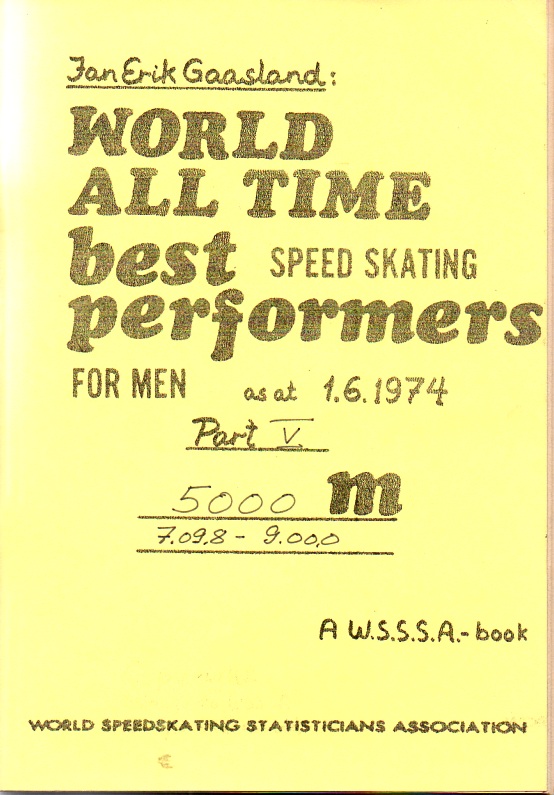 Jan Erik Gaasland:
WORLD
ALL TIME
best SPEED SKATING
performers
FOR MEN as at 1.6.1974
Part V
5000 m
7.09,8 - 9.00,0
A W.S.S.S.A.- book
WORLD SPEEDSKATING STATISTICIANS ASSOCIATION